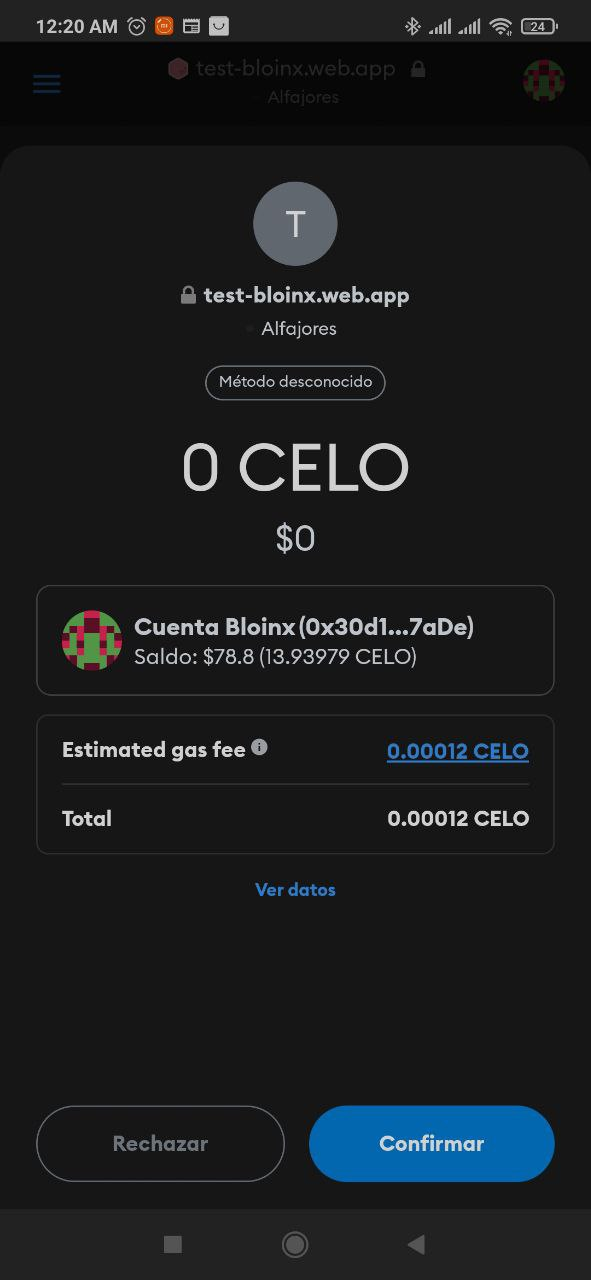 12:20 AM
24
test-bloinx.web.app
Alfajores
T
test-bloinx.web.app
Alfajores
Método desconocido
0 CELO
$0
Cuenta Bloinx (0x30d1...7aDe)
Saldo: $78.8 (13.93979 CELO)
Estimated gas fee 0.00012 CELO
Total 0.00012 CELO
Ver datos
Rechazar Confirmar